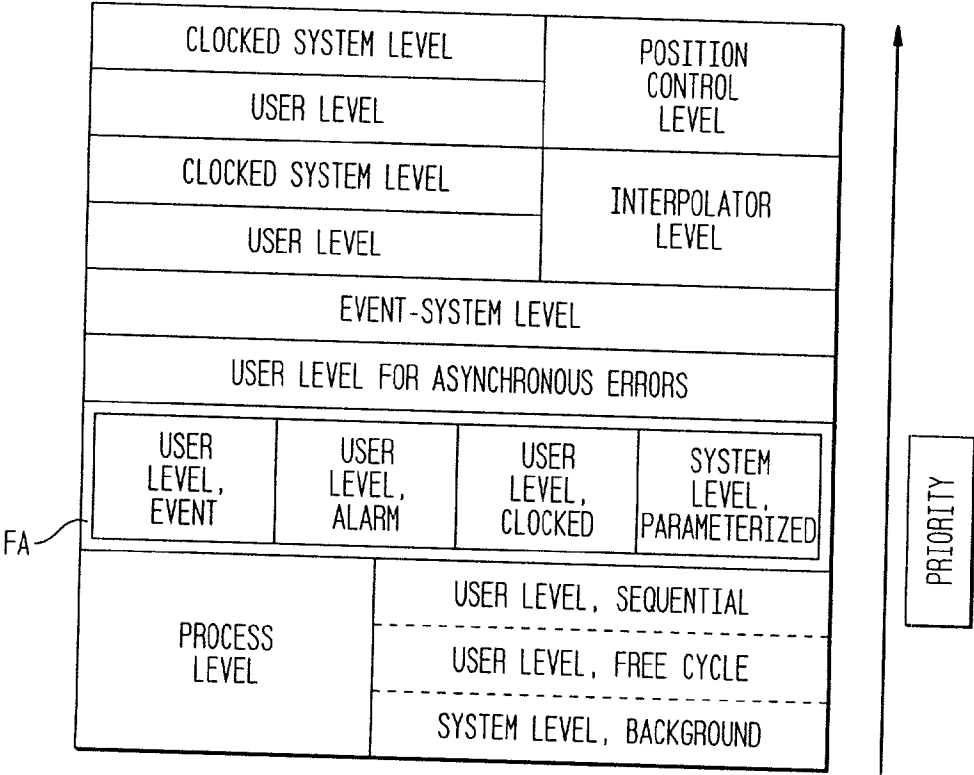 CLOCKED SYSTEM LEVEL
USER LEVEL
POSITION
CONTROL
LEVEL
CLOCKED SYSTEM LEVEL
USER LEVEL
INTERPOLATOR
LEVEL
EVENT-SYSTEM LEVEL
USER LEVEL FOR ASYNCHRONOUS ERRORS
USER
LEVEL,
EVENT
USER
LEVEL,
ALARM
USER
LEVEL,
CLOCKED
SYSTEM
LEVEL,
PARAMETERIZED
FA
PROCESS
LEVEL
USER LEVEL, SEQUENTIAL
USER LEVEL, FREE CYCLE
SYSTEM LEVEL, BACKGROUND
PRIORITY